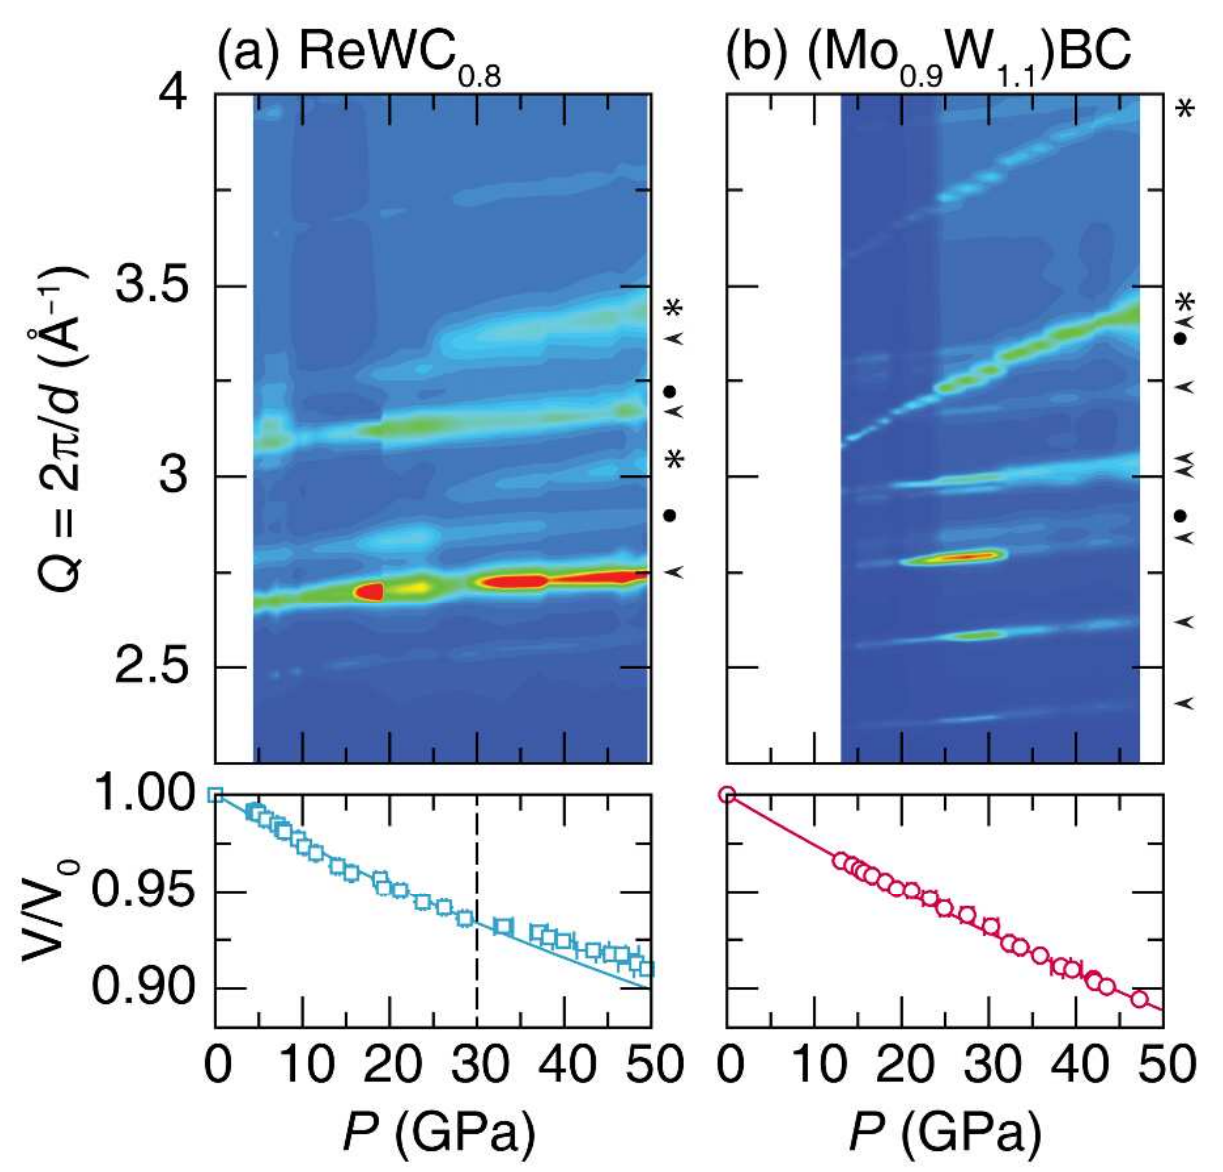 (a) ReWC0.8
(b) (Mo0.9W1.1)BC
4
3.5
3
2.5
Q = 2π/d (Å⁻¹)
*
*
*
*
1.00
0.95
0.90
V/V0
0 10 20 30 40 50
0 10 20 30 40 50
P (GPa)
P (GPa)